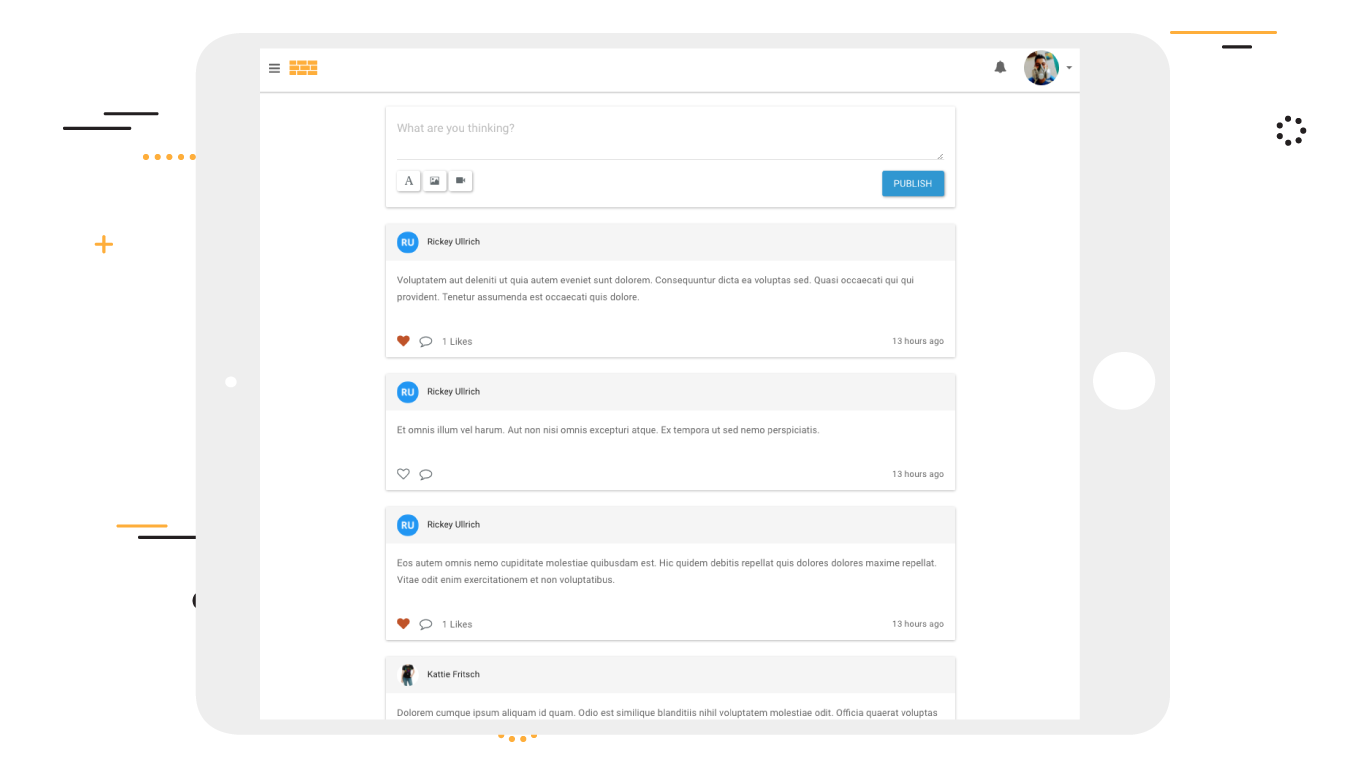 What are you thinking?
A
PUBLISH
RU Rickey Ullrich
Voluptatem aut deleniti ut quia autem eveniet sunt dolorem. Consequuntur dicta ea voluptas sed. Quasi occaecati qui qui
provident. Tenetur assumenda est occaecati quis dolore.
1 Likes 13 hours ago
RU Rickey Ullrich
Et omnis illum vel harum. Aut non nisi omnis excepturi atque. Ex tempora ut sed nemo perspiciatis.
13 hours ago
RU Rickey Ullrich
Eos autem omnis nemo cupiditate molestiae quibusdam est. Hic quidem debitis repellat quis dolores dolores maxime repellat.
Vitae odit enim exercitationem et non voluptatibus.
1 Likes 13 hours ago
Kattie Fritsch
Dolorem cumque ipsum aliquam id quam. Odio est similique blanditiis nihil voluptatem molestiae odit. Officia quaerat voluptas